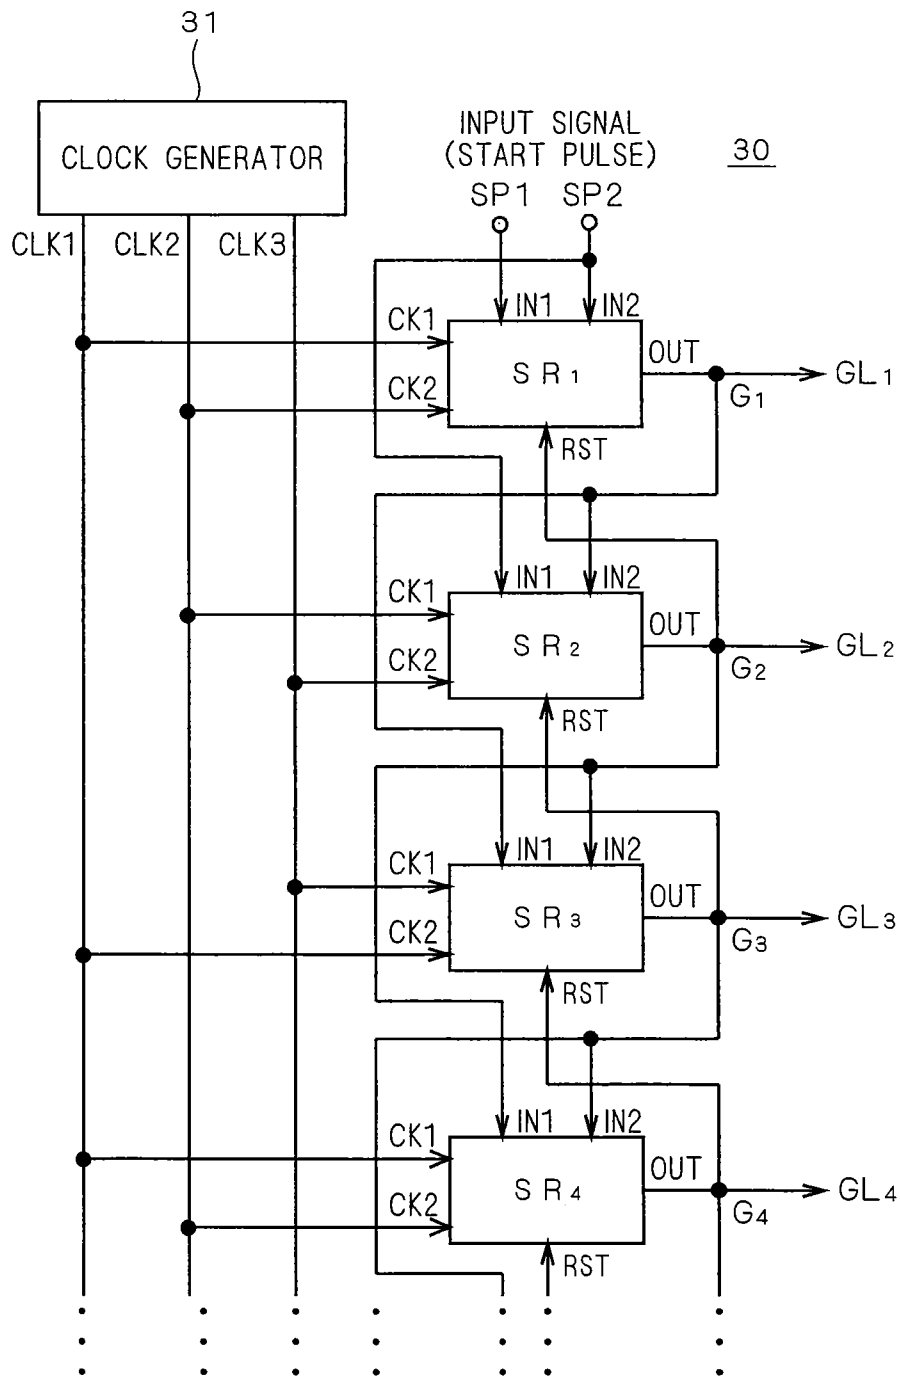 31
CLOCK GENERATOR
INPUT SIGNAL
(START PULSE)
30
SP1 SP2
CLK1 CLK2 CLK3
IN1 IN2
CK1
SR1
OUT
GL1
CK2
G1
RST
IN1 IN2
CK1
SR2
OUT
GL2
CK2
G2
RST
IN1 IN2
CK1
SR3
OUT
GL3
CK2
G3
RST
IN1 IN2
CK1
SR4
OUT
GL4
CK2
G4
RST